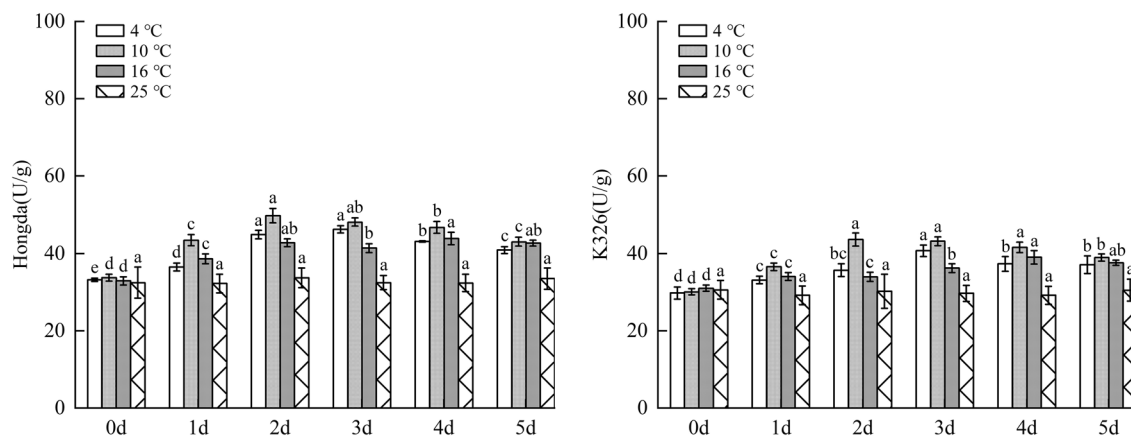 100
80
60
40
20
0
Hongda(U/g)
4 ℃
10 ℃
16 ℃
25 ℃
e d d a
d c c a
a a ab a
a ab b a
b b a a
c c ab a
0d 1d 2d 3d 4d 5d
100
80
60
40
20
0
K326(U/g)
4 ℃
10 ℃
16 ℃
25 ℃
d d d a
c c c a
bc a c a
a a b a
b a a a
b b ab a
0d 1d 2d 3d 4d 5d